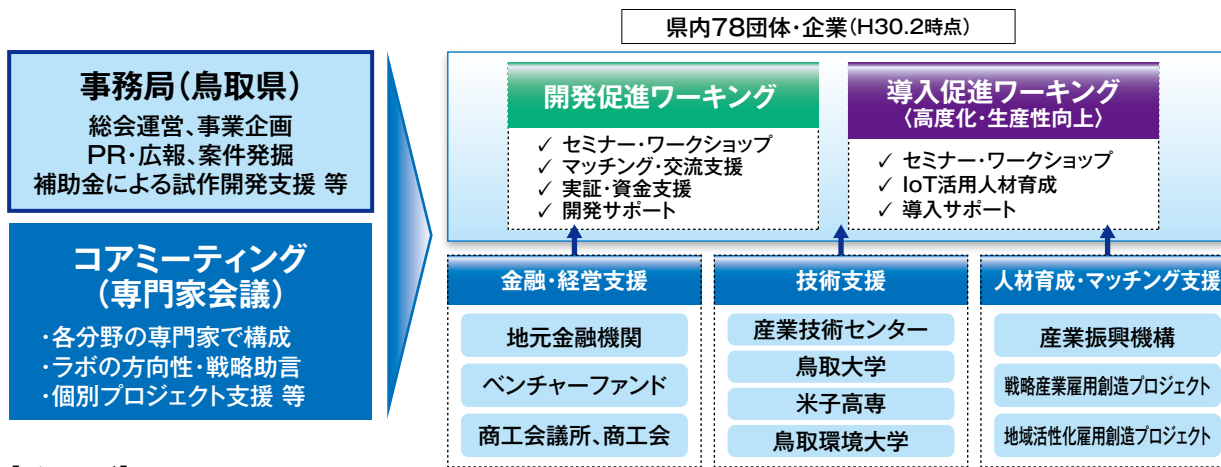 県内78団体・企業(H30.2時点)
事務局(鳥取県)
総会運営、事業企画
PR・広報、案件発掘
補助金による試作開発支援 等
コアミーティング
(専門家会議)
・各分野の専門家で構成
・ラボの方向性・戦略助言
・個別プロジェクト支援 等
開発促進ワーキング
✓ セミナー・ワークショップ
✓ マッチング・交流支援
✓ 実証・資金支援
✓ 開発サポート
導入促進ワーキング
〈高度化・生産性向上〉
✓ セミナー・ワークショップ
✓ IoT活用人材育成
✓ 導入サポート
金融・経営支援
地元金融機関
ベンチャーファンド
商工会議所、商工会
技術支援
産業技術センター
鳥取大学
米子高専
鳥取環境大学
人材育成・マッチング支援
産業振興機構
戦略産業雇用創造プロジェクト
地域活性化雇用創造プロジェクト